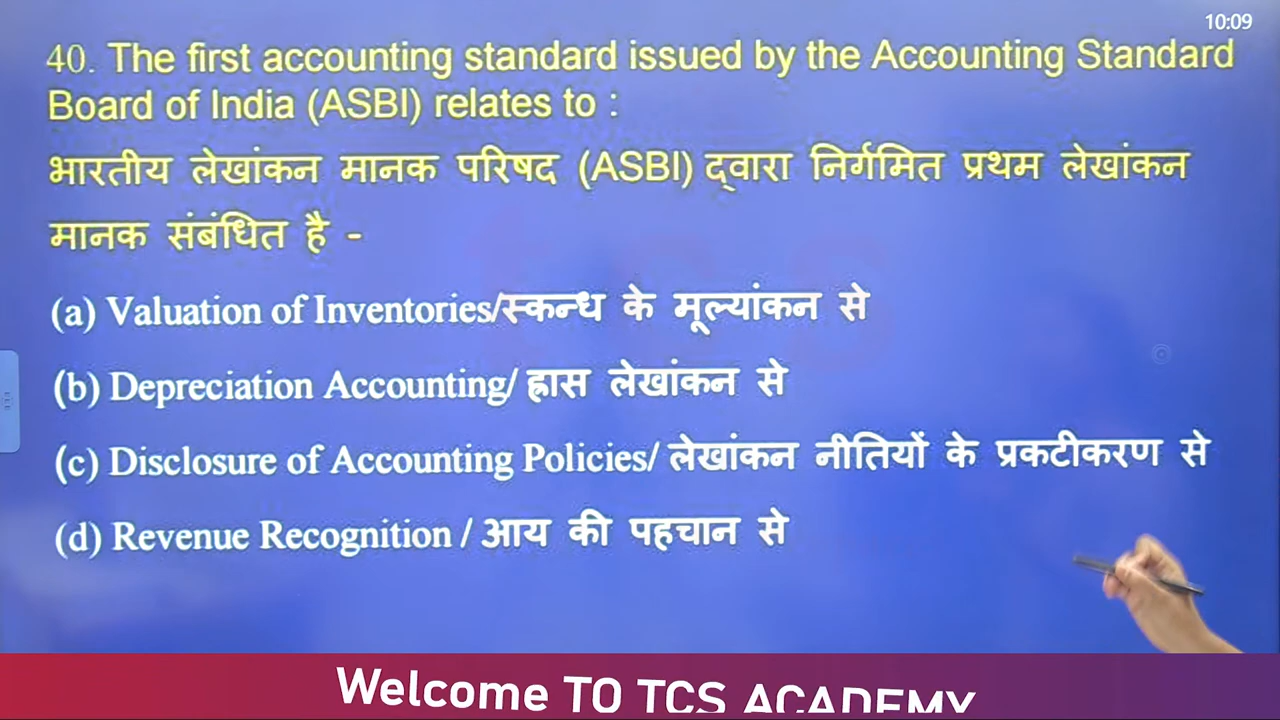 10:09
40. The first accounting standard issued by the Accounting Standard
Board of India (ASBI) relates to :
भारतीय लेखांकन मानक परिषद (ASBI) द्वारा निर्गमित प्रथम लेखांकन
मानक संबंधित है -
(a) Valuation of Inventories/स्कन्ध के मूल्यांकन से
(b) Depreciation Accounting/ ह्रास लेखांकन से
(c) Disclosure of Accounting Policies/ लेखांकन नीतियों के प्रकटीकरण से
(d) Revenue Recognition / आय की पहचान से
Welcome TO TCS ACADEMY